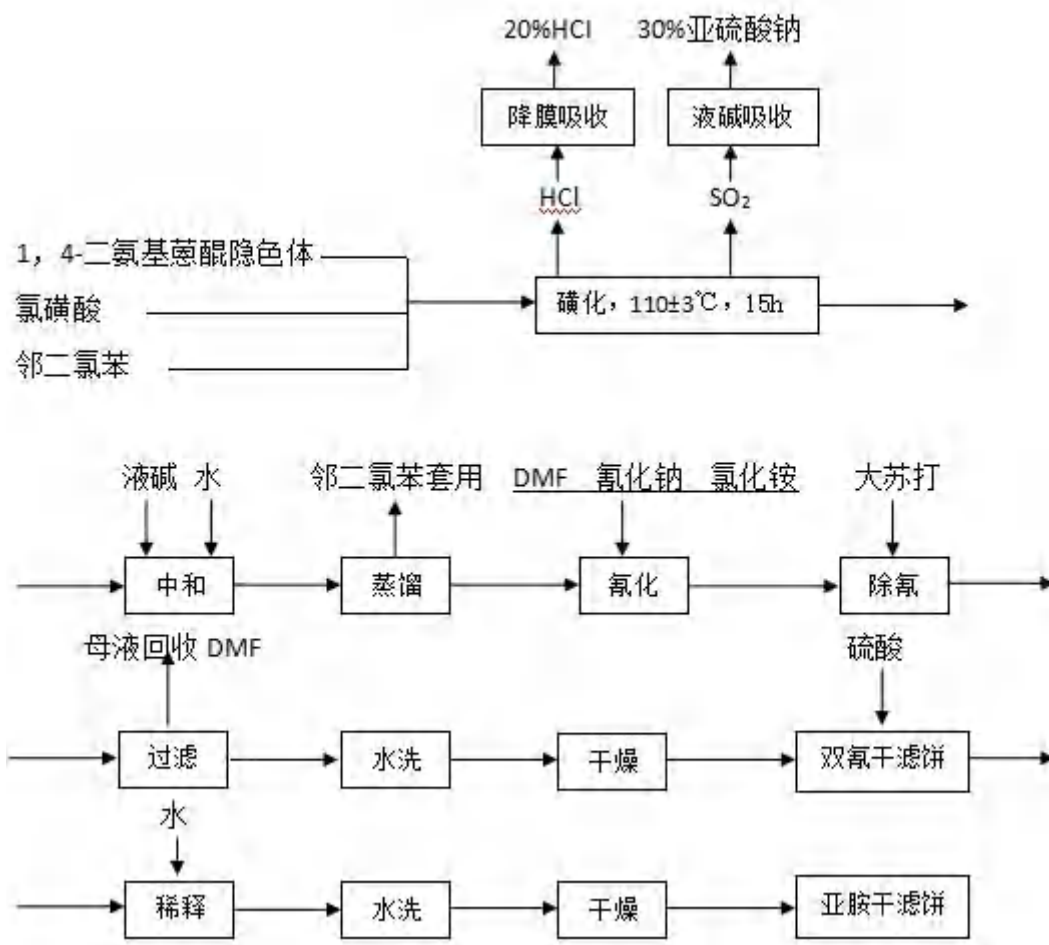 20%HCl 30%亚硫酸钠
降膜吸收 液碱吸收
HCl SO₂
1，4-二氨基蒽醌隐色体
氯磺酸
邻二氯苯
磺化，110±3℃，15h
液碱 水 邻二氯苯套用 DMF 氰化钠 氯化铵 大苏打
中和 蒸馏 氰化 除氰
母液回收 DMF 硫酸
过滤 水洗 干燥 双氰干滤饼
水
稀释 水洗 干燥 亚胺干滤饼